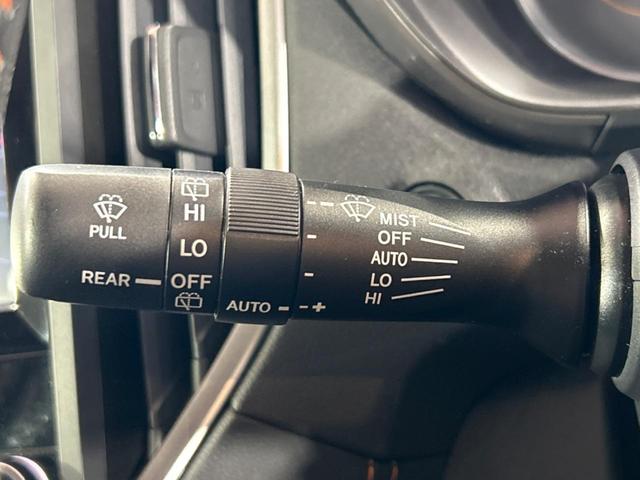 PULL
HI
LO
REAR — OFF
AUTO – – +
MIST
OFF
AUTO
LO
HI